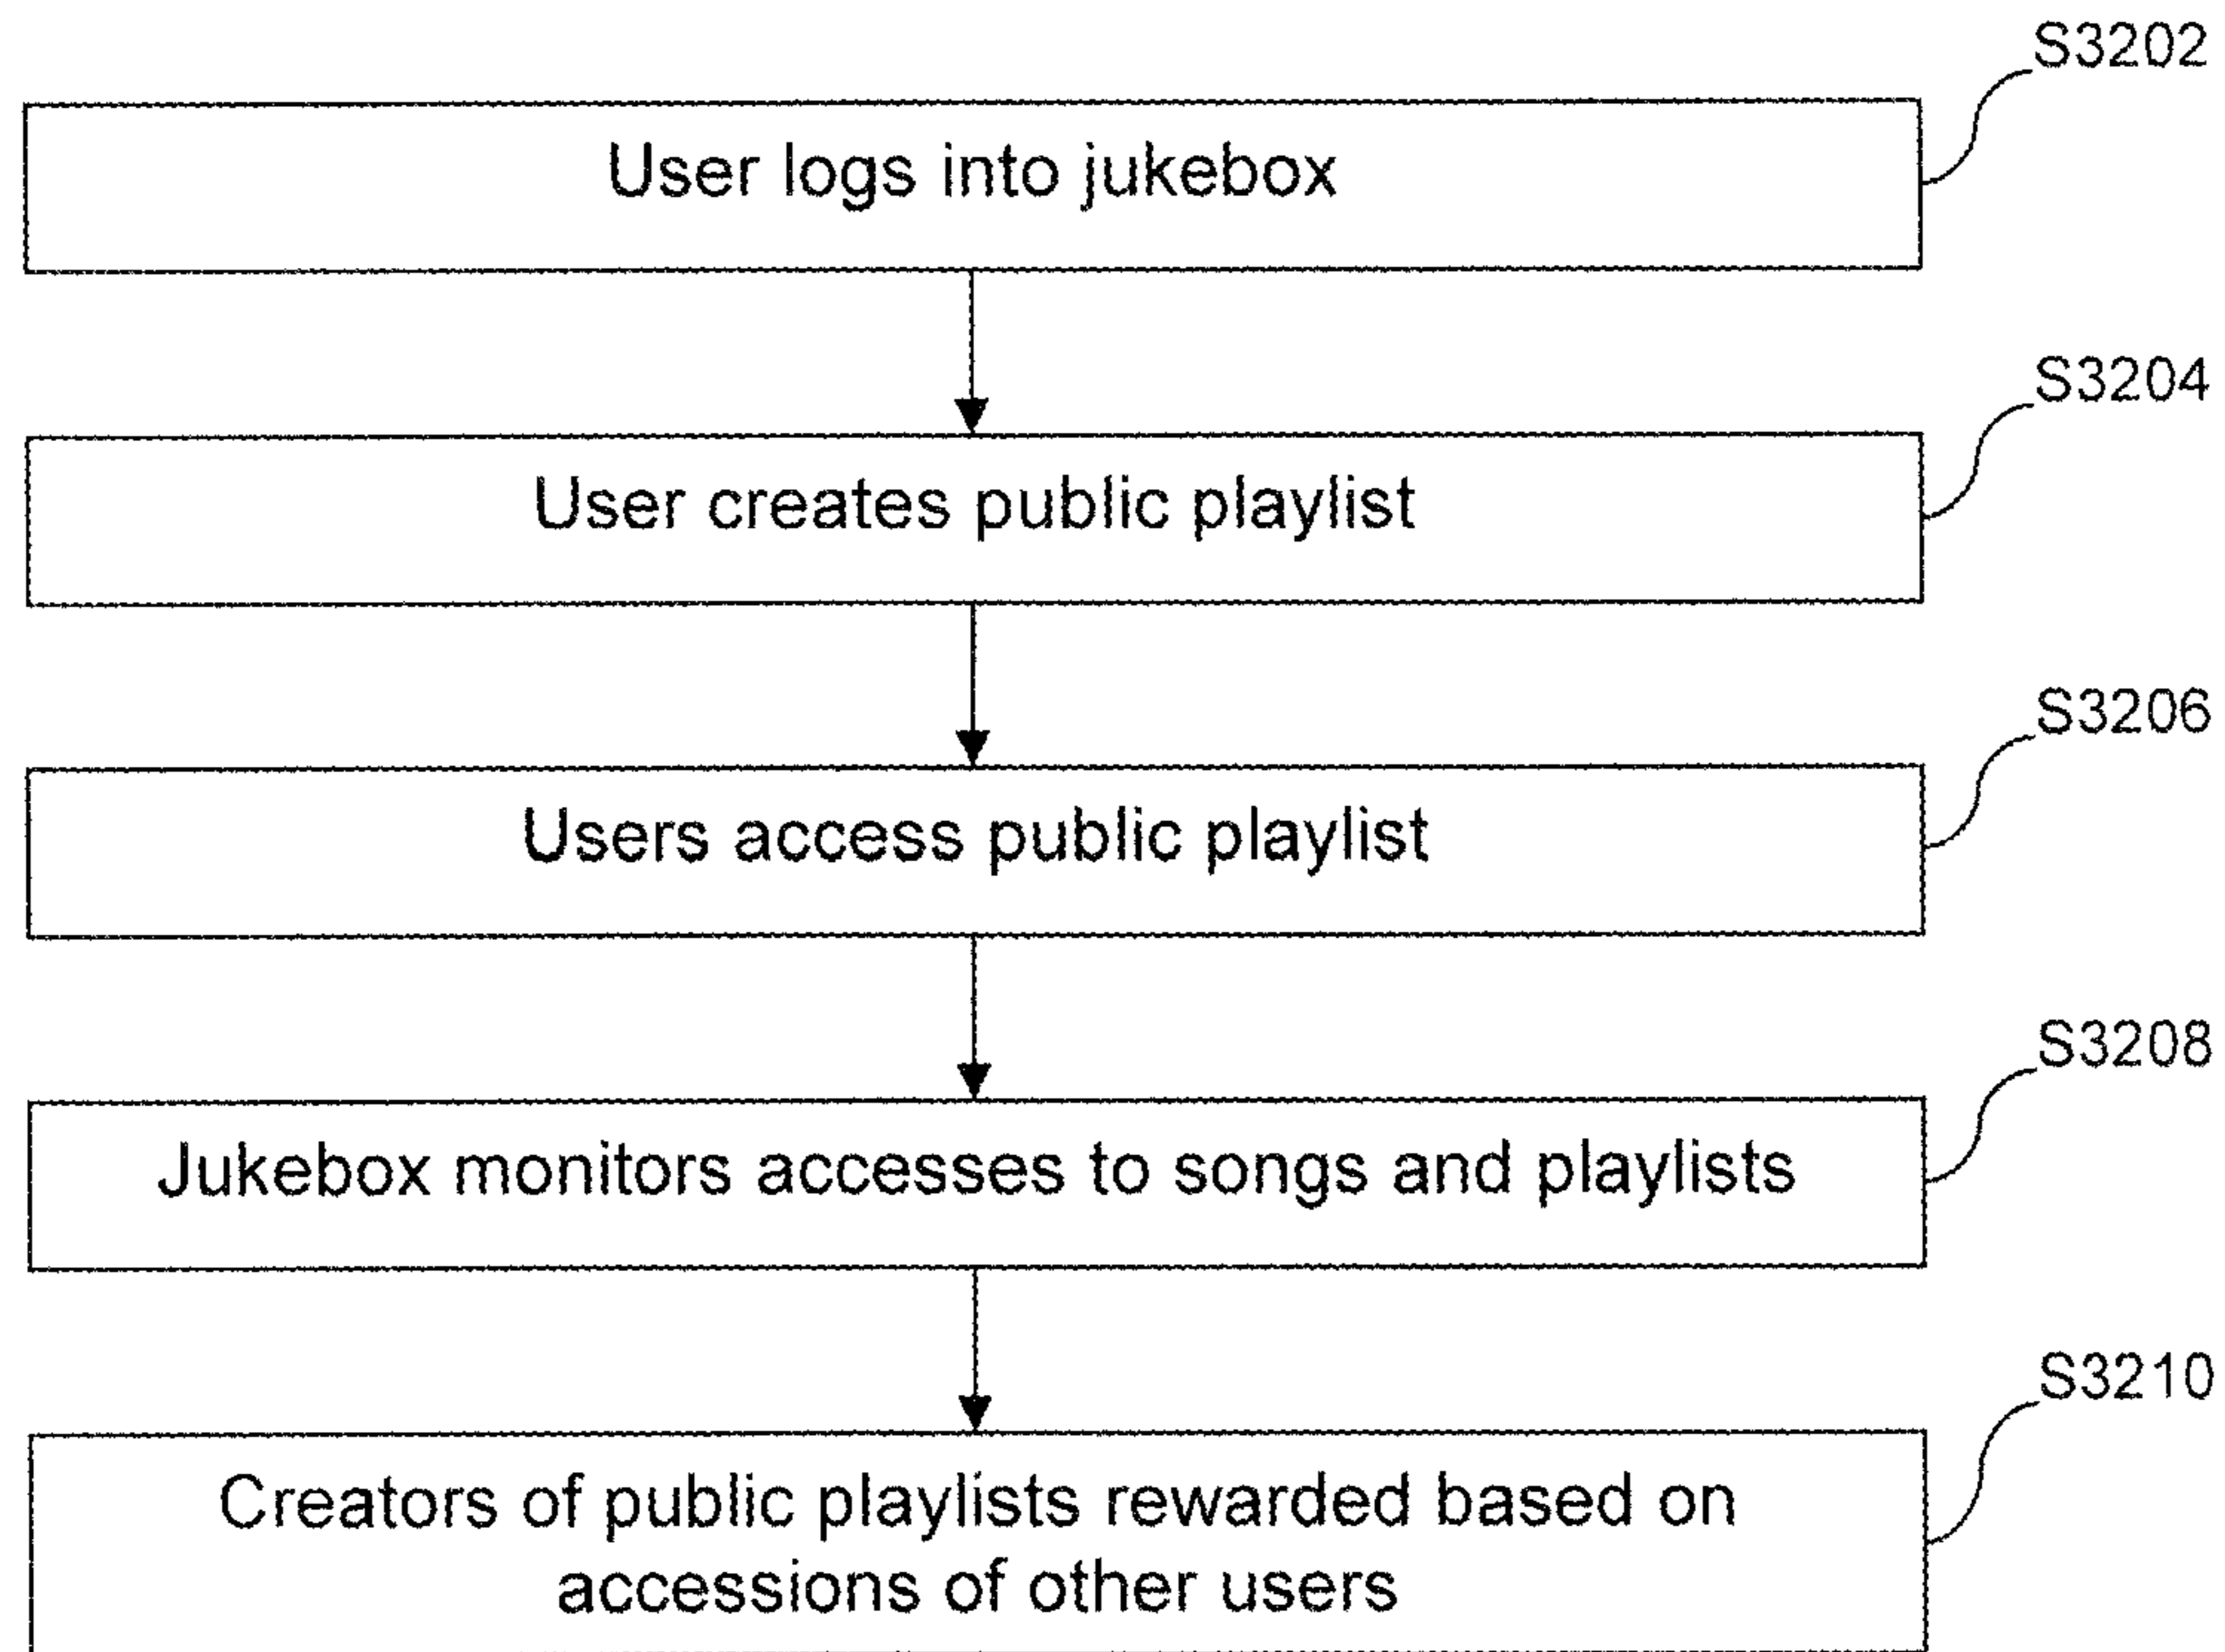 S3202
User logs into jukebox
S3204
User creates public playlist
S3206
Users access public playlist
S3208
Jukebox monitors accesses to songs and playlists
S3210
Creators of public playlists rewarded based on
accessions of other users